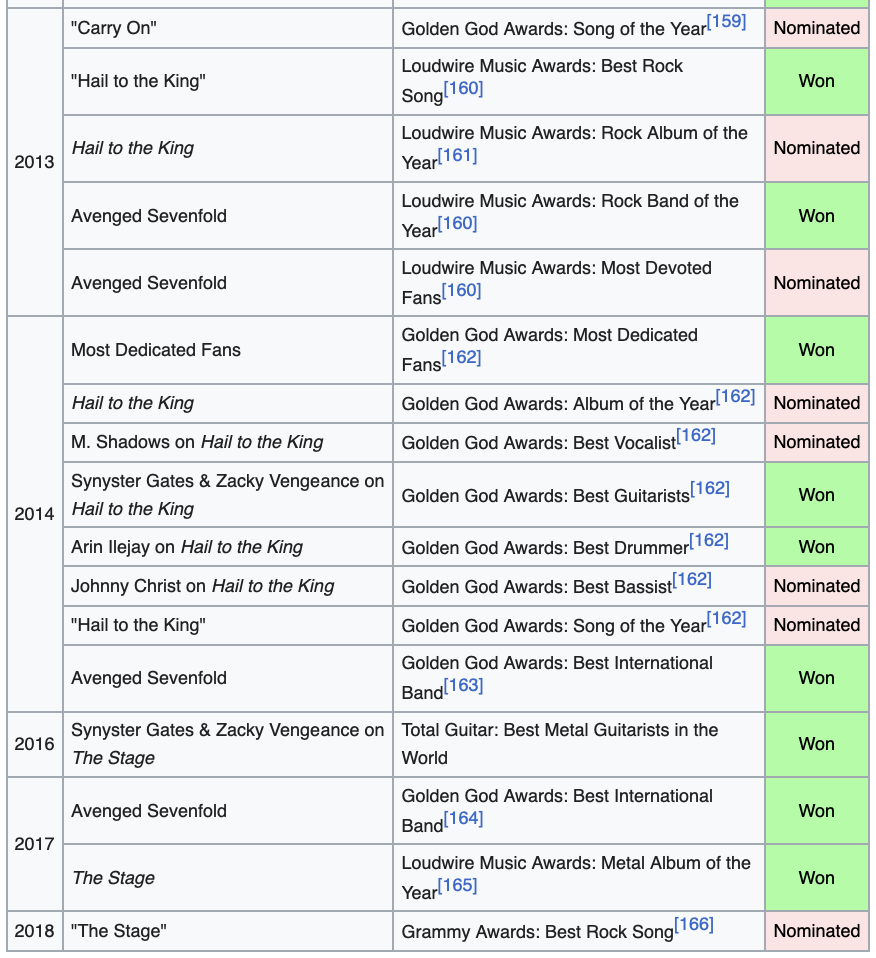 "Carry On" Golden God Awards: Song of the Year[159] Nominated
"Hail to the King" Loudwire Music Awards: Best Rock
Song[160] Won
2013 Hail to the King Loudwire Music Awards: Rock Album of the
Year[161] Nominated
Avenged Sevenfold Loudwire Music Awards: Rock Band of the
Year[160] Won
Avenged Sevenfold Loudwire Music Awards: Most Devoted
Fans[160] Nominated
Most Dedicated Fans Golden God Awards: Most Dedicated
Fans[162] Won
Hail to the King Golden God Awards: Album of the Year[162] Nominated
M. Shadows on Hail to the King Golden God Awards: Best Vocalist[162] Nominated
2014 Synyster Gates & Zacky Vengeance on
Hail to the King Golden God Awards: Best Guitarists[162] Won
Arin Ilejay on Hail to the King Golden God Awards: Best Drummer[162] Won
Johnny Christ on Hail to the King Golden God Awards: Best Bassist[162] Nominated
"Hail to the King" Golden God Awards: Song of the Year[162] Nominated
Avenged Sevenfold Golden God Awards: Best International
Band[163] Won
2016 Synyster Gates & Zacky Vengeance on
The Stage Total Guitar: Best Metal Guitarists in the
World Won
2017 Avenged Sevenfold Golden God Awards: Best International
Band[164] Won
The Stage Loudwire Music Awards: Metal Album of the
Year[165] Won
2018 "The Stage" Grammy Awards: Best Rock Song[166] Nominated